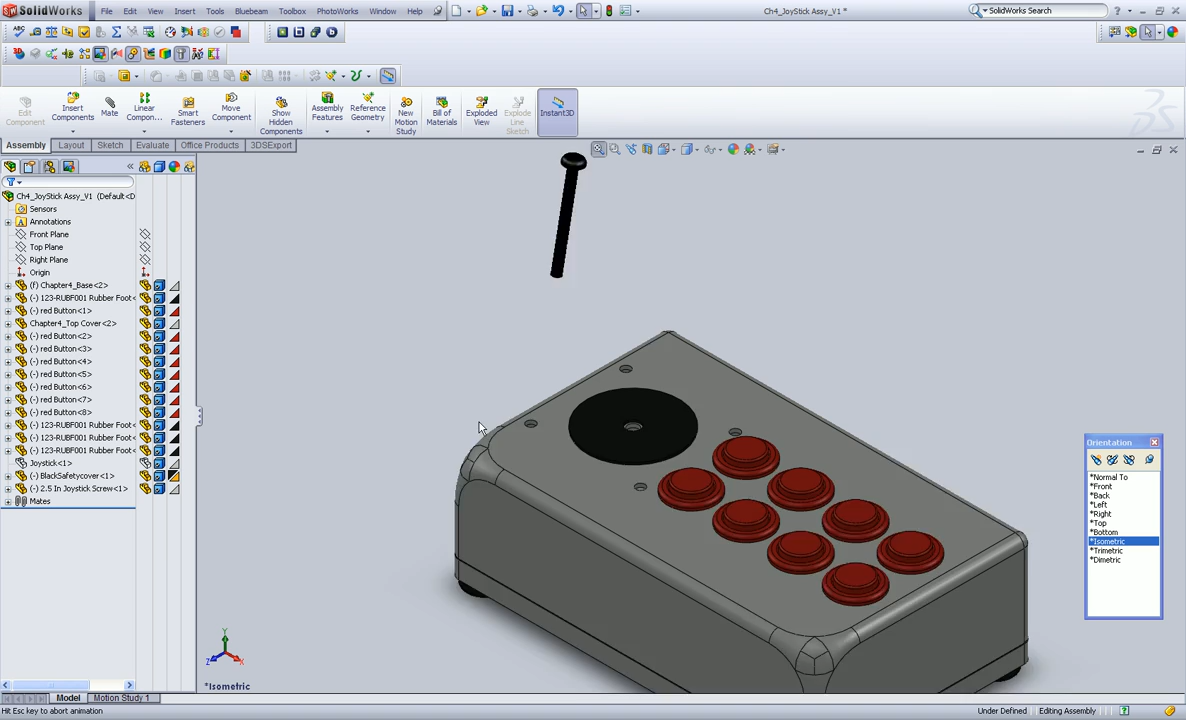 SolidWorks File Edit View Insert Tools Toolbox Bluebeam PhotoWorks Window Help
Ch4_JoyStick Assy_V1 *
SolidWorks Search
Edit Component
Insert Components
Mate
Linear Compon...
Smart Fasteners
Move Component
Show Hidden Components
Assembly Features
Reference Geometry
New Motion Study
Bill of Materials
Exploded View
Explode Line Sketch
Instant3D
Assembly Layout Sketch Evaluate Office Products 3DSExport
Ch4_JoyStick Assy_V1 (Default<D
Sensors
Annotations
Front Plane
Top Plane
Right Plane
Origin
(f) Chapter4_Base<2>
(-) 123-RUBF001 Rubber Foot<
(-) red Button<1>
Chapter4_Top Cover<2>
(-) red Button<2>
(-) red Button<3>
(-) red Button<4>
(-) red Button<5>
(-) red Button<6>
(-) red Button<7>
(-) red Button<8>
(-) 123-RUBF001 Rubber Foot<
(-) 123-RUBF001 Rubber Foot<
(-) 123-RUBF001 Rubber Foot<
Joystick<1>
(-) BlackSafetycover<1>
(-) 2.5 In Joystick Screw<1>
Mates
Orientation
*Normal To
*Front
*Back
*Left
*Right
*Top
*Bottom
*Isometric
*Trimetric
*Dimetric
Y
Z
X
*Isometric
Model Motion Study 1
Hit Esc key to abort animation
Under Defined Editing Assembly